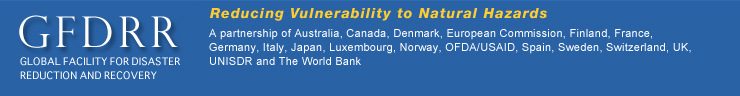 GFDRR
GLOBAL FACILITY FOR DISASTER
REDUCTION AND RECOVERY
Reducing Vulnerability to Natural Hazards
A partnership of Australia, Canada, Denmark, European Commission, Finland, France,
Germany, Italy, Japan, Luxembourg, Norway, OFDA/USAID, Spain, Sweden, Switzerland, UK,
UNISDR and The World Bank